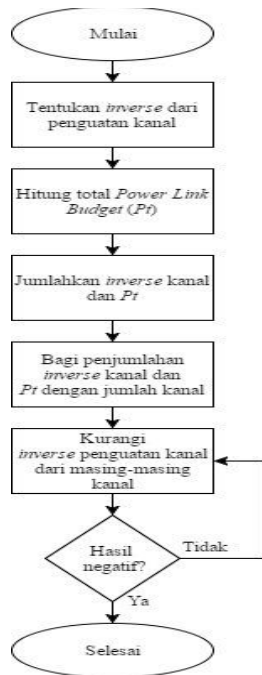 Mulai
Tentukan inverse dari
penguatan kanal
Hitung total Power Link
Budget (Pt)
Jumlahkan inverse kanal
dan Pt
Bagi penjumlahan
inverse kanal dan
Pt dengan jumlah kanal
Kurangi
inverse penguatan kanal
dari masing-masing
kanal
Hasil
negatif?
Tidak
Ya
Selesai